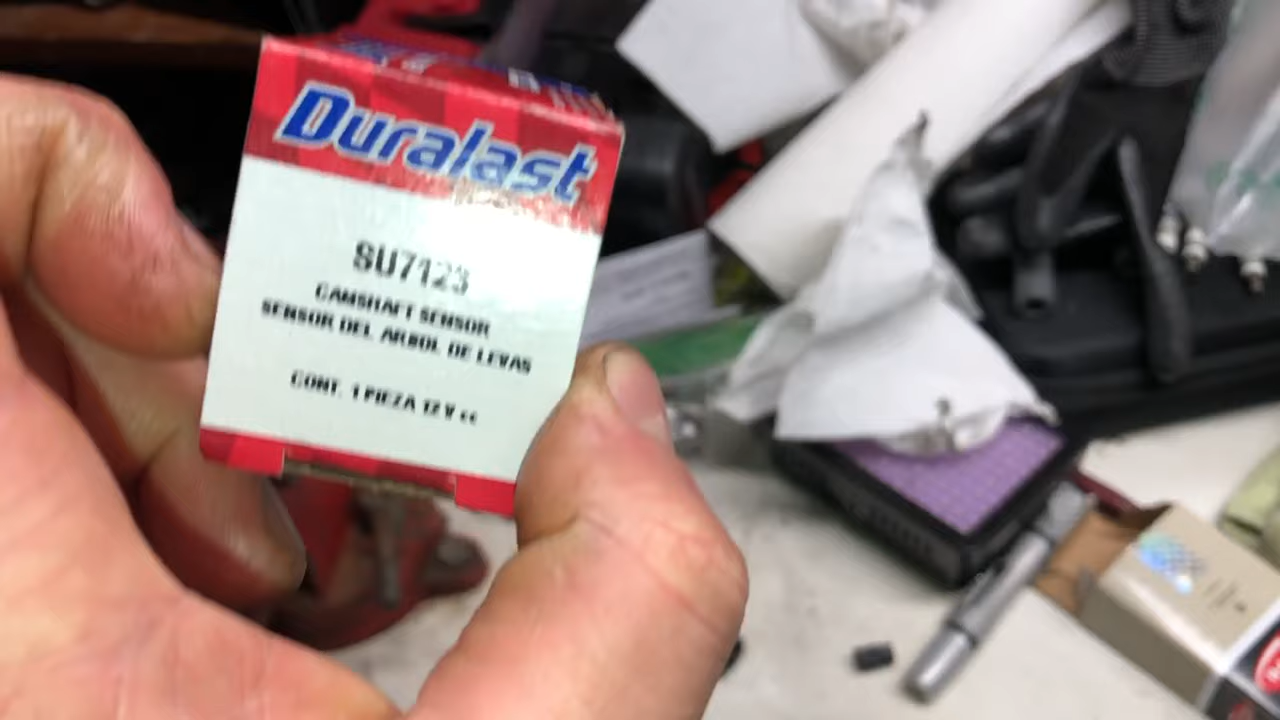 Duralast
SU7123
CAMSHAFT SENSOR
SENSOR DEL ARBOL DE LEVAS
CONT. 1 PIEZA 12 V cc